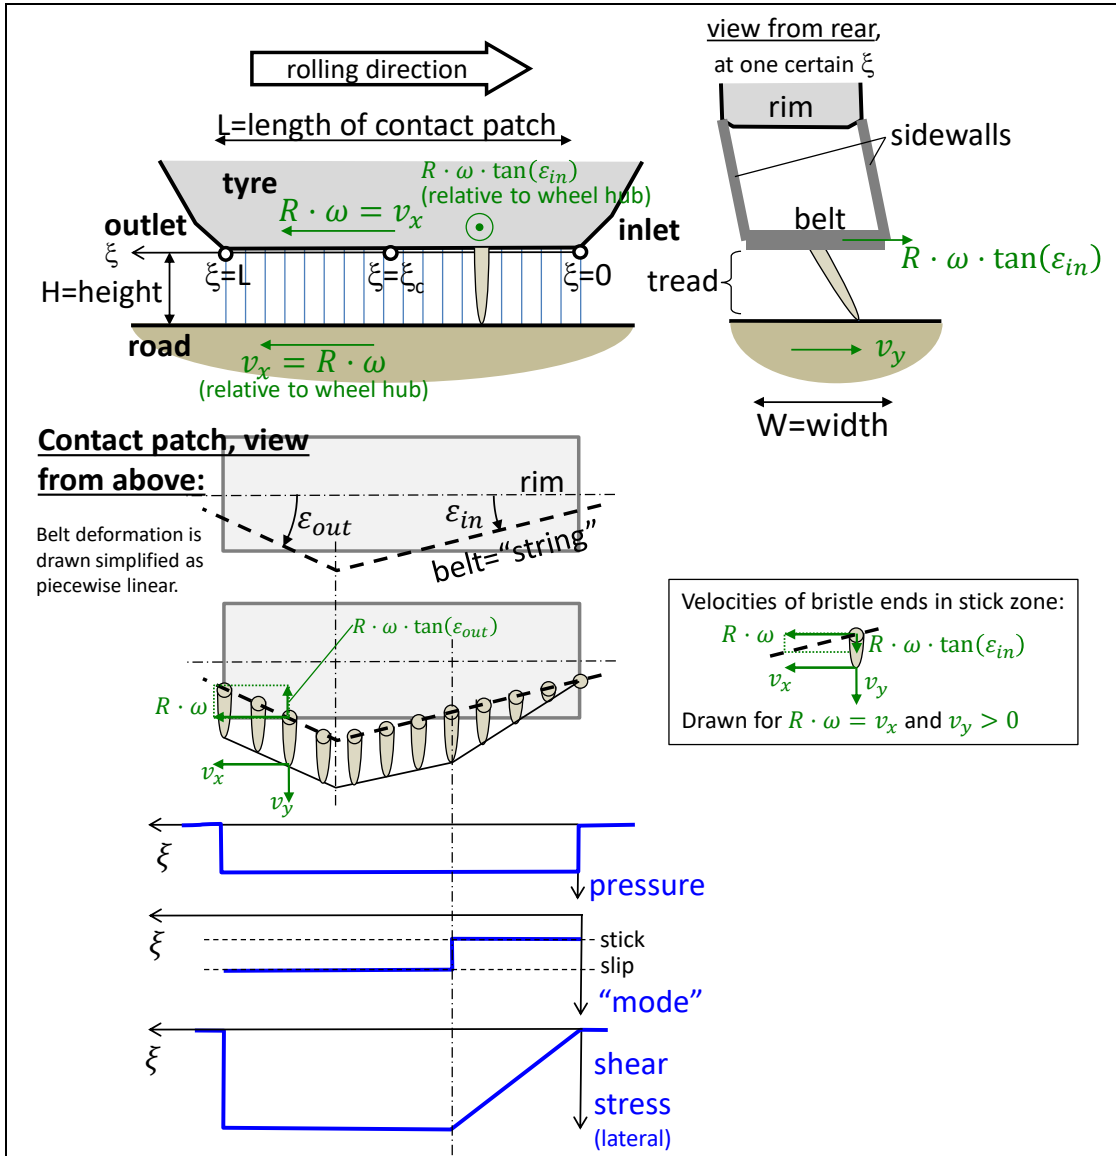 rolling direction
L=length of contact patch
tyre
R · ω · tan(ε_in)
(relative to wheel hub)
R · ω = v_x
outlet
inlet
ξ
ξ=L
ξ=ξ_c
ξ=0
H=height
road
v_x = R · ω
(relative to wheel hub)
view from rear,
at one certain ξ
rim
sidewalls
belt
R · ω · tan(ε_in)
tread
v_y
W=width
Contact patch, view
from above:
Belt deformation is
drawn simplified as
piecewise linear.
rim
ε_out
ε_in
belt="string"
R · ω · tan(ε_out)
R · ω
v_x
v_y
Velocities of bristle ends in stick zone:
R · ω
R · ω · tan(ε_in)
v_x
v_y
Drawn for R · ω = v_x and v_y > 0
ξ
pressure
ξ
stick
slip
“mode”
ξ
shear
stress
(lateral)